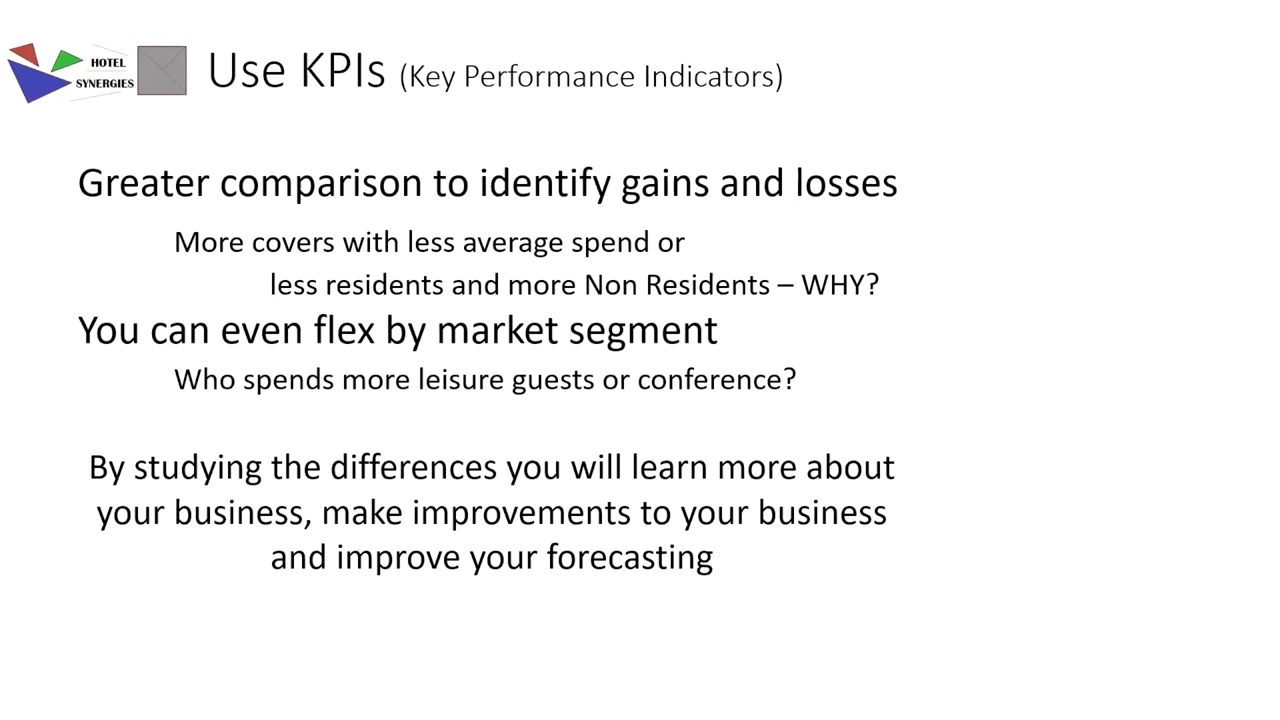 HOTEL
SYNERGIES
Use KPIs (Key Performance Indicators)
Greater comparison to identify gains and losses
More covers with less average spend or
less residents and more Non Residents – WHY?
You can even flex by market segment
Who spends more leisure guests or conference?
By studying the differences you will learn more about
your business, make improvements to your business
and improve your forecasting